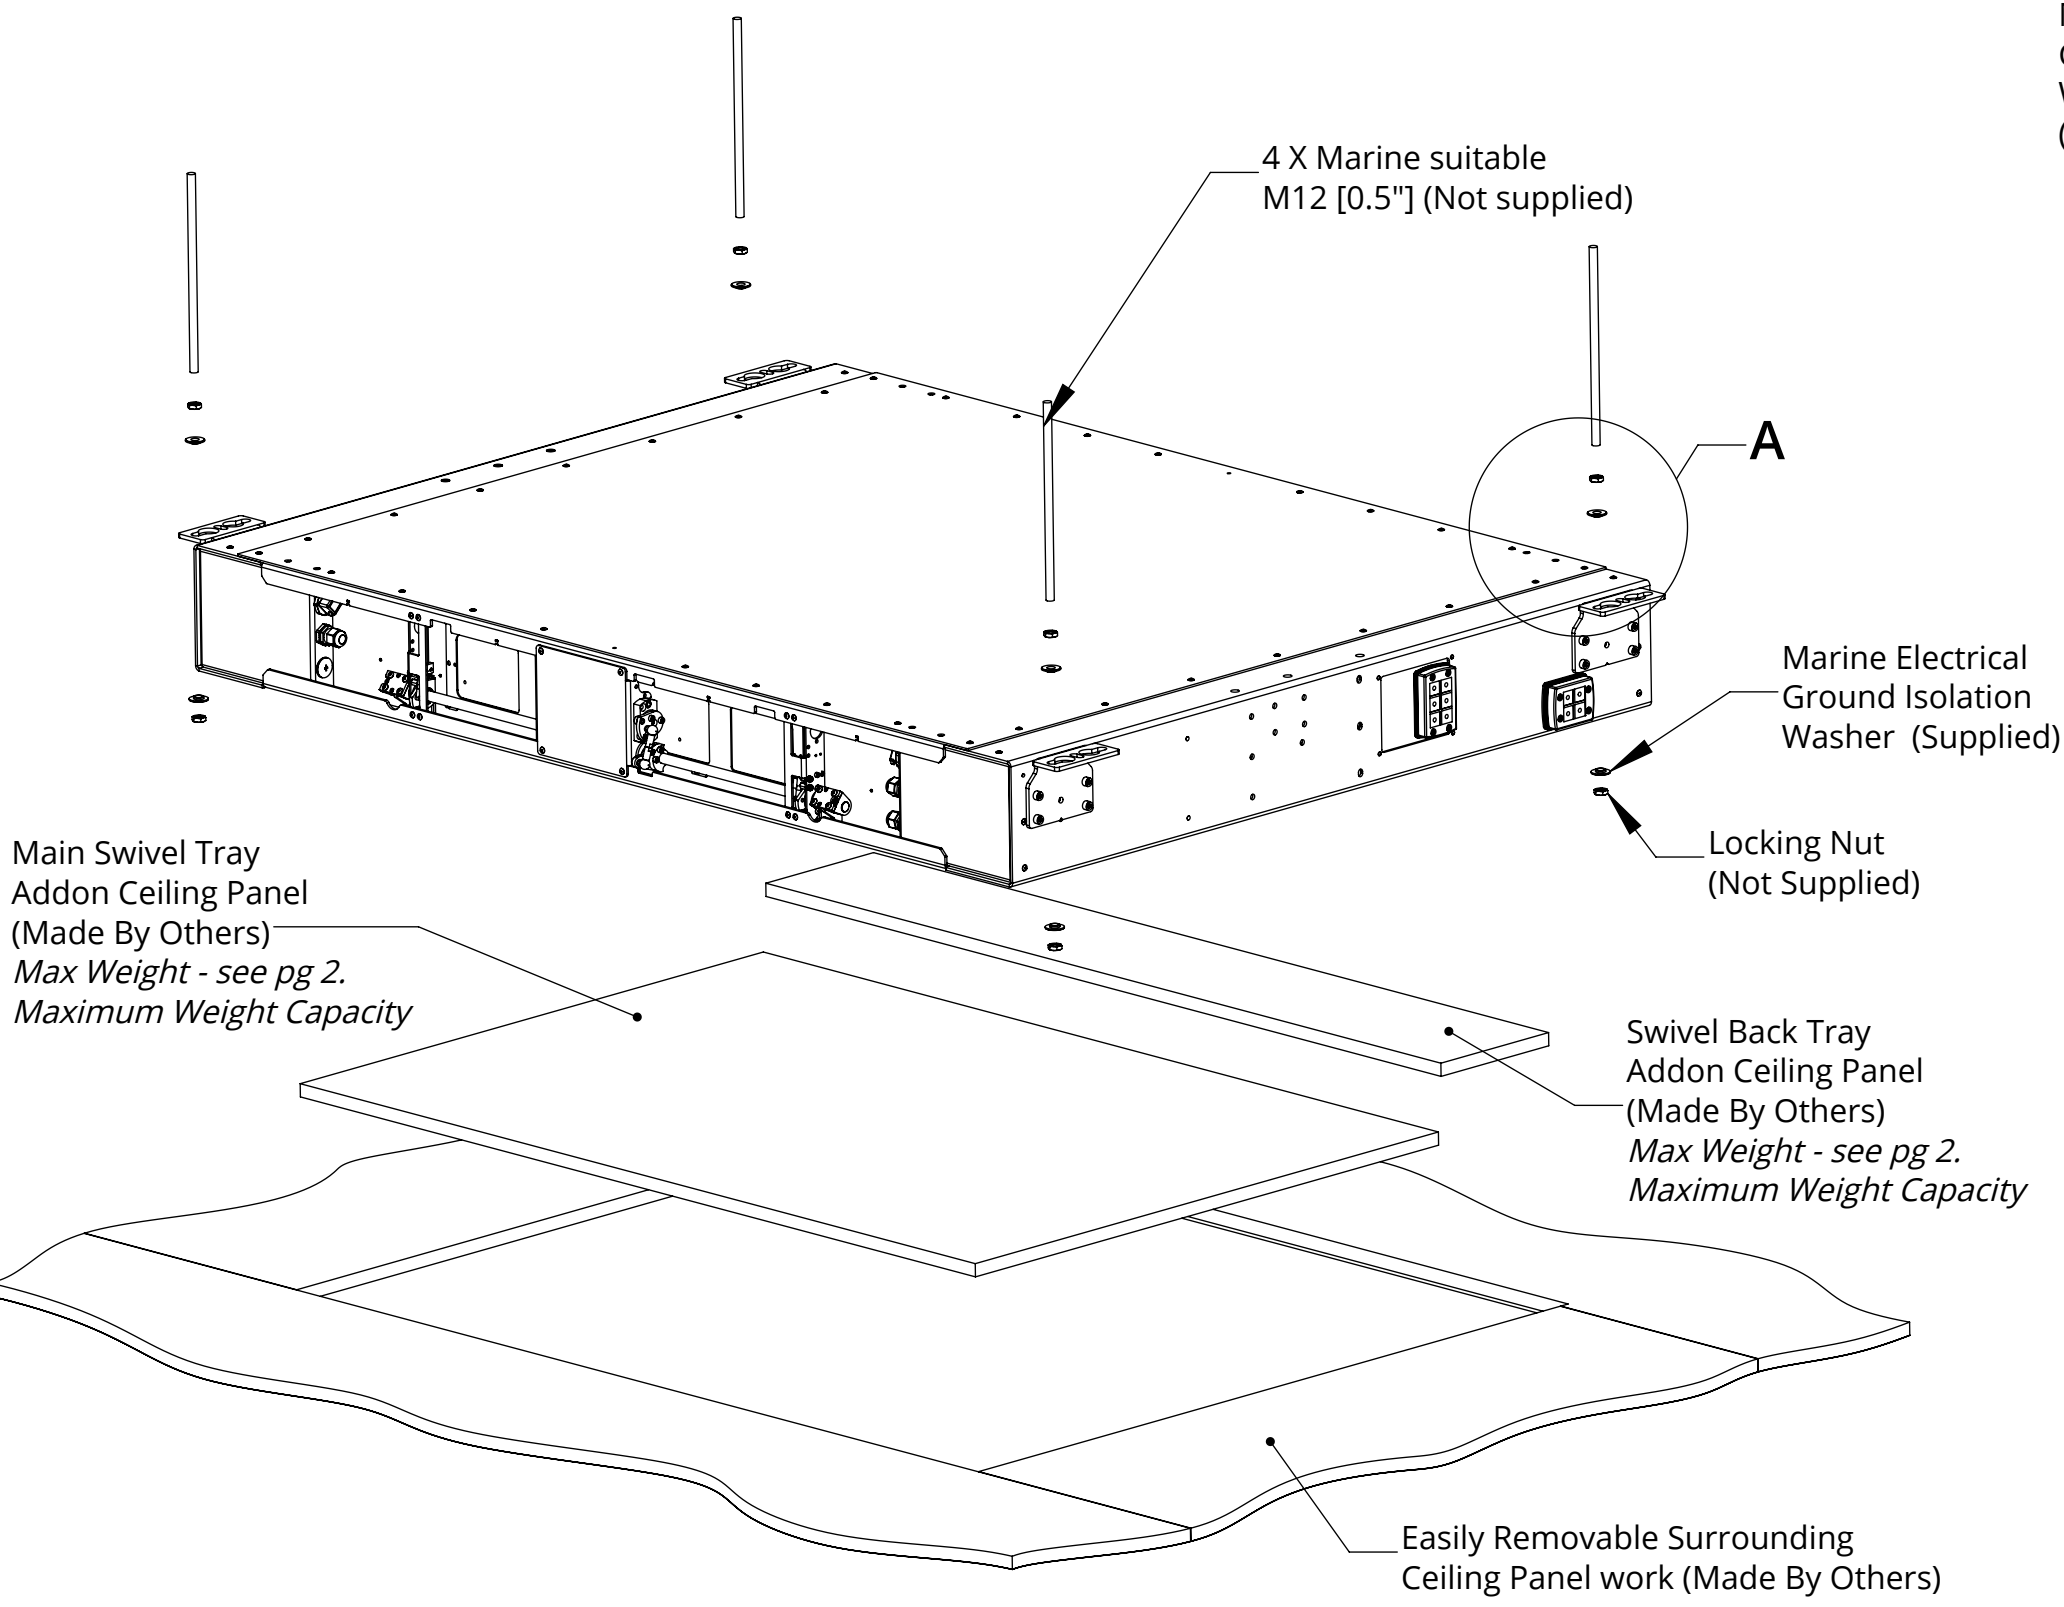 4 X Marine suitable
M12 [0.5"] (Not supplied)
A
Marine Electrical
Ground Isolation
Washer (Supplied)
Locking Nut
(Not Supplied)
Main Swivel Tray
Addon Ceiling Panel
(Made By Others)
Max Weight - see pg 2.
Maximum Weight Capacity
Swivel Back Tray
Addon Ceiling Panel
(Made By Others)
Max Weight - see pg 2.
Maximum Weight Capacity
Easily Removable Surrounding
Ceiling Panel work (Made By Others)